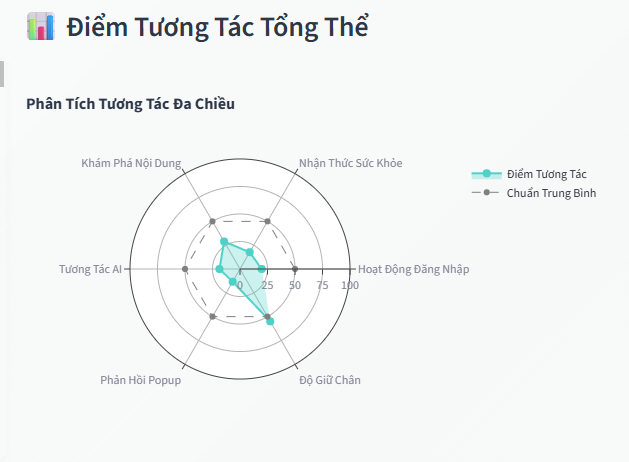 Điểm Tương Tác Tổng Thể
Phân Tích Tương Tác Đa Chiều
Khám Phá Nội Dung
Nhận Thức Sức Khỏe
Điểm Tương Tác
Chuẩn Trung Bình
Tương Tác AI
Hoạt Động Đăng Nhập
0 25 50 75 100
Phản Hồi Popup
Độ Giữ Chân